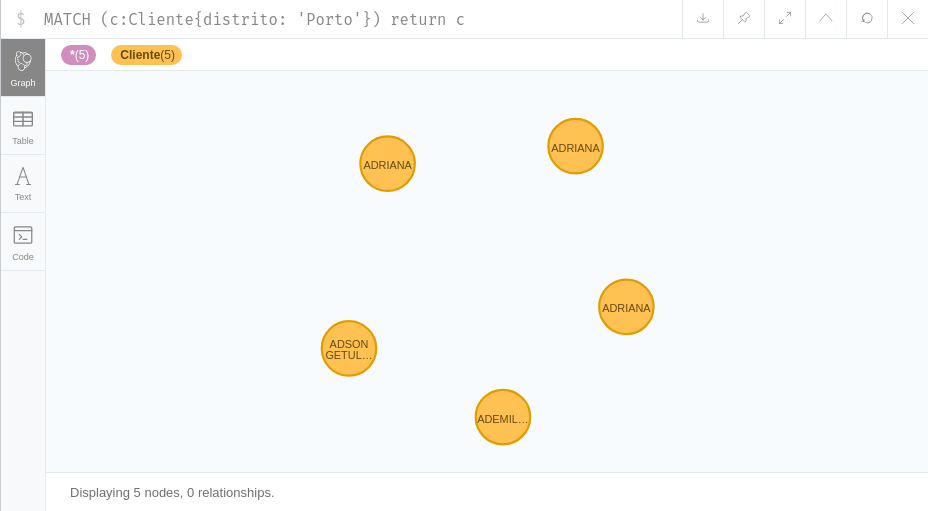 $ MATCH (c:Cliente{distrito: 'Porto'}) return c
*(5) Cliente(5)
Graph
Table
Text
Code
ADRIANA
ADRIANA
ADRIANA
ADSON
GETUL...
ADEMIL...
Displaying 5 nodes, 0 relationships.